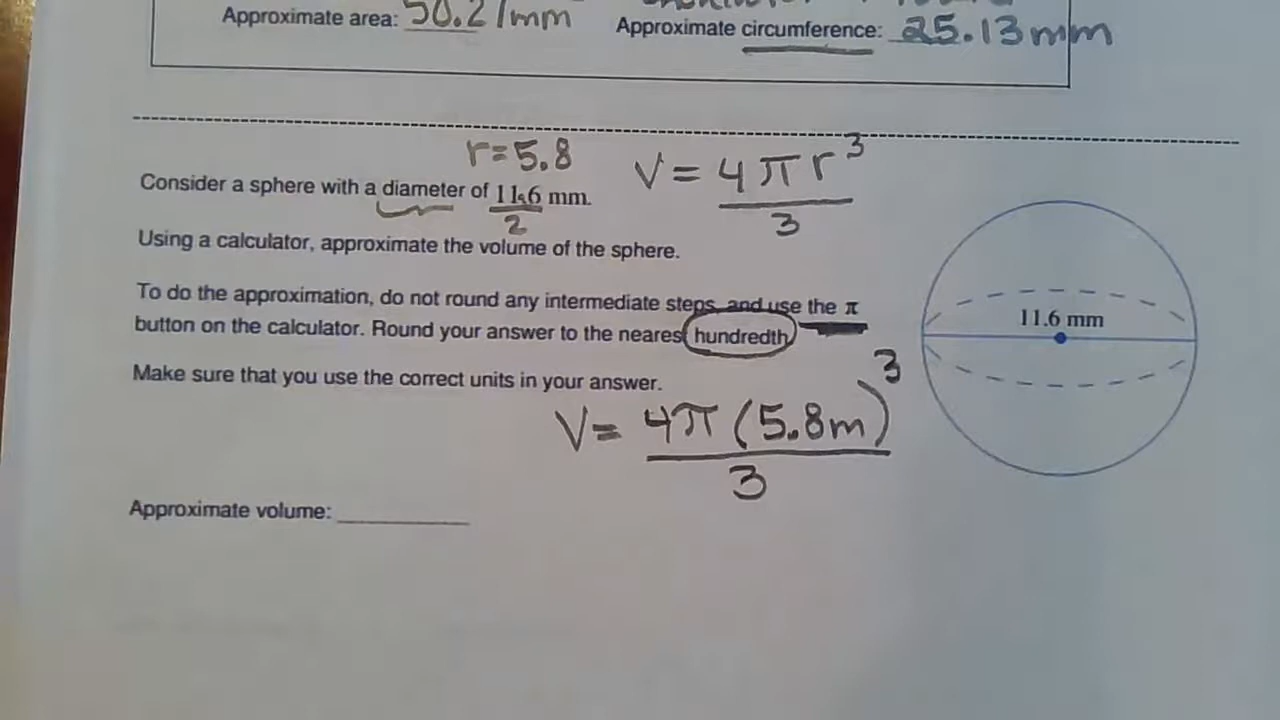 Approximate area: 50.27mm
Approximate circumference: 25.13mm
r=5.8
V = 4πr³
3
Consider a sphere with a diameter of 11.6 mm.
2
Using a calculator, approximate the volume of the sphere.
To do the approximation, do not round any intermediate steps, and use the π
button on the calculator. Round your answer to the nearest hundredth.
11.6 mm
Make sure that you use the correct units in your answer.
V= 4π(5.8m)³
3
Approximate volume: